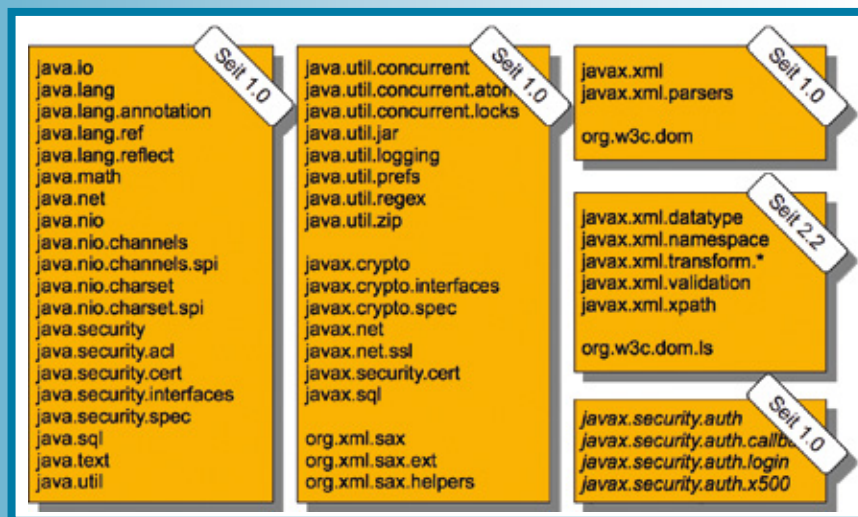 Seit 1.0
java.io
java.lang
java.lang.annotation
java.lang.ref
java.lang.reflect
java.math
java.net
java.nio
java.nio.channels
java.nio.channels.spi
java.nio.charset
java.nio.charset.spi
java.security
java.security.acl
java.security.cert
java.security.interfaces
java.security.spec
java.sql
java.text
java.util
Seit 1.0
java.util.concurrent
java.util.concurrent.atom
java.util.concurrent.locks
java.util.jar
java.util.logging
java.util.prefs
java.util.regex
java.util.zip
javax.crypto
javax.crypto.interfaces
javax.crypto.spec
javax.net
javax.net.ssl
javax.security.cert
javax.sql
org.xml.sax
org.xml.sax.ext
org.xml.sax.helpers
Seit 1.0
javax.xml
javax.xml.parsers
org.w3c.dom
Seit 2.2
javax.xml.datatype
javax.xml.namespace
javax.xml.transform.*
javax.xml.validation
javax.xml.xpath
org.w3c.dom.ls
Seit 1.0
javax.security.auth
javax.security.auth.callba
javax.security.auth.login
javax.security.auth.x500